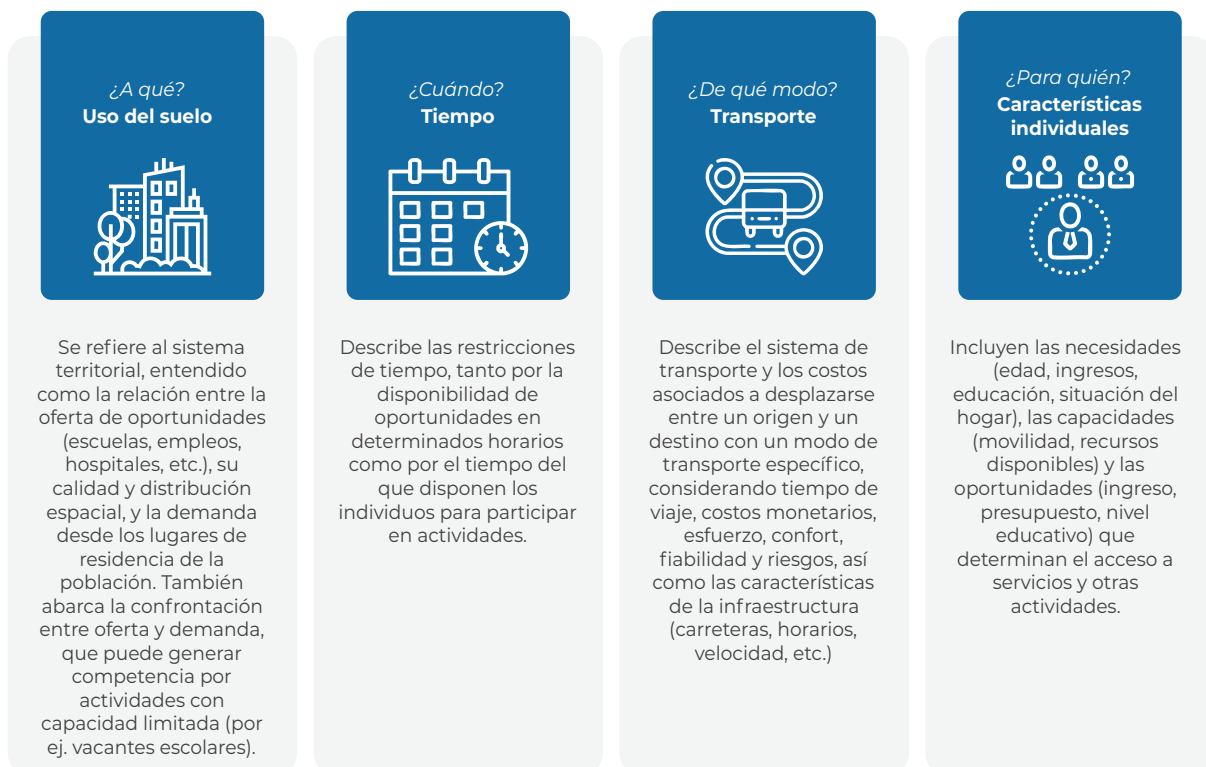 ¿A qué?
Uso del suelo
Se refiere al sistema
territorial, entendido
como la relación entre la
oferta de oportunidades
(escuelas, empleos,
hospitales, etc.), su
calidad y distribución
espacial, y la demanda
desde los lugares de
residencia de la
población. También
abarca la confrontación
entre oferta y demanda,
que puede generar
competencia por
actividades con
capacidad limitada (por
ej. vacantes escolares).
¿Cuándo?
Tiempo
Describe las restricciones
de tiempo, tanto por la
disponibilidad de
oportunidades en
determinados horarios
como por el tiempo del
que disponen los
individuos para participar
en actividades.
¿De qué modo?
Transporte
Describe el sistema de
transporte y los costos
asociados a desplazarse
entre un origen y un
destino con un modo de
transporte específico,
considerando tiempo de
viaje, costos monetarios,
esfuerzo, confort,
fiabilidad y riesgos, así
como las características
de la infraestructura
(carreteras, horarios,
velocidad, etc.)
¿Para quién?
Característícas
individuales
Incluyen las necesidades
(edad, ingresos,
educación, situación del
hogar), las capacidades
(movilidad, recursos
disponibles) y las
oportunidades (ingreso,
presupuesto, nivel
educativo) que
determinan el acceso a
servicios y otras
actividades.